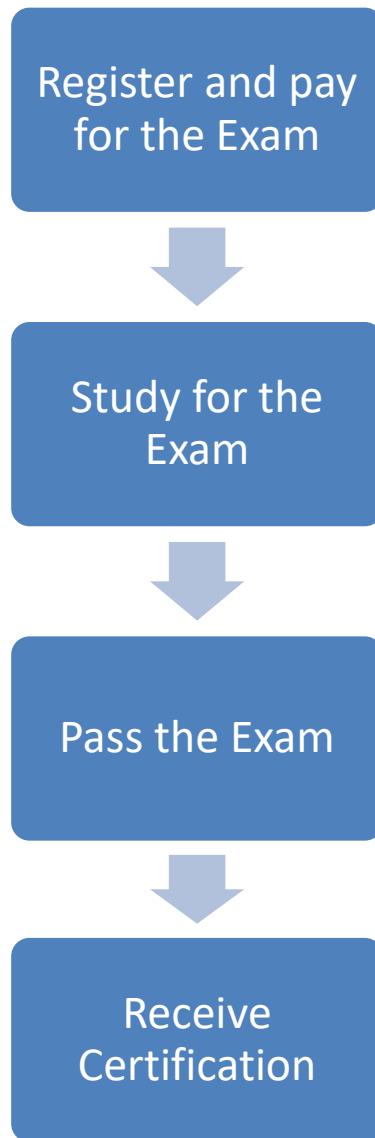 Register and pay
for the Exam
Study for the
Exam
Pass the Exam
Receive
Certification